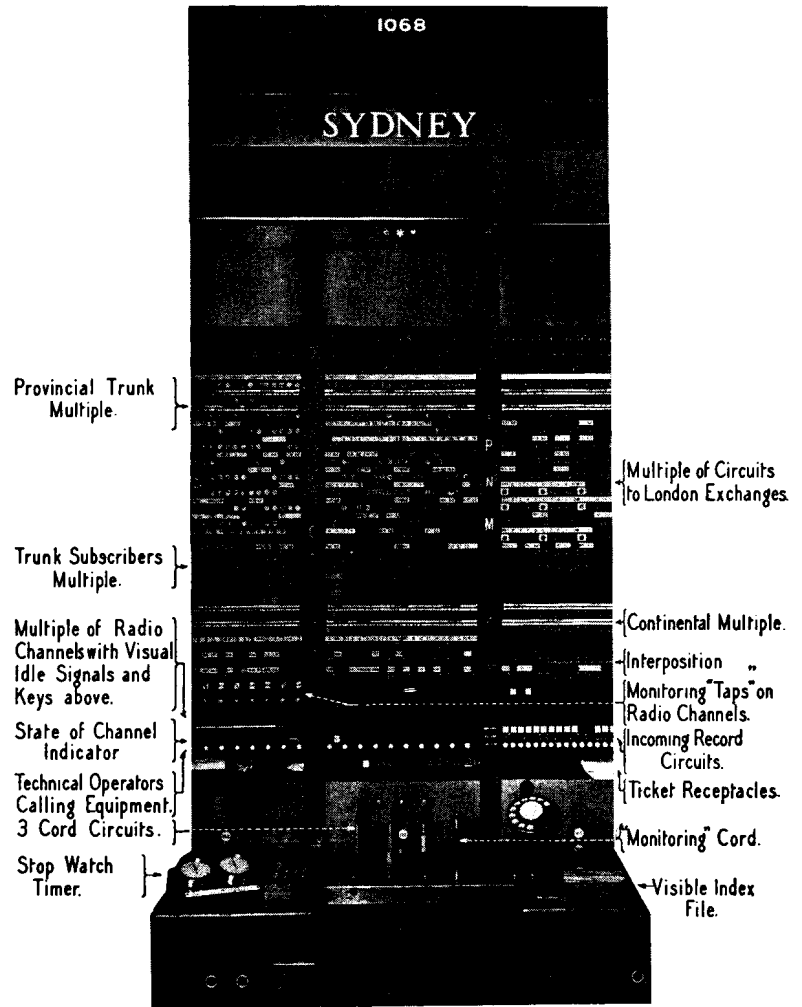 1068
SYDNEY
Provincial Trunk
Multiple.
Trunk Subscribers
Multiple.
Multiple of Radio
Channels with Visual
Idle Signals and
Keys above.
State of Channel
Indicator
Technical Operators
Calling Equipment.
3 Cord Circuits.
Stop Watch
Timer.
P
N
M
Multiple of Circuits
to London Exchanges.
Continental Multiple.
Interposition „
Monitoring "Taps" on
Radio Channels.
Incoming Record
Circuits.
Ticket Receptacles.
"Monitoring" Cord.
Visible Index
File.